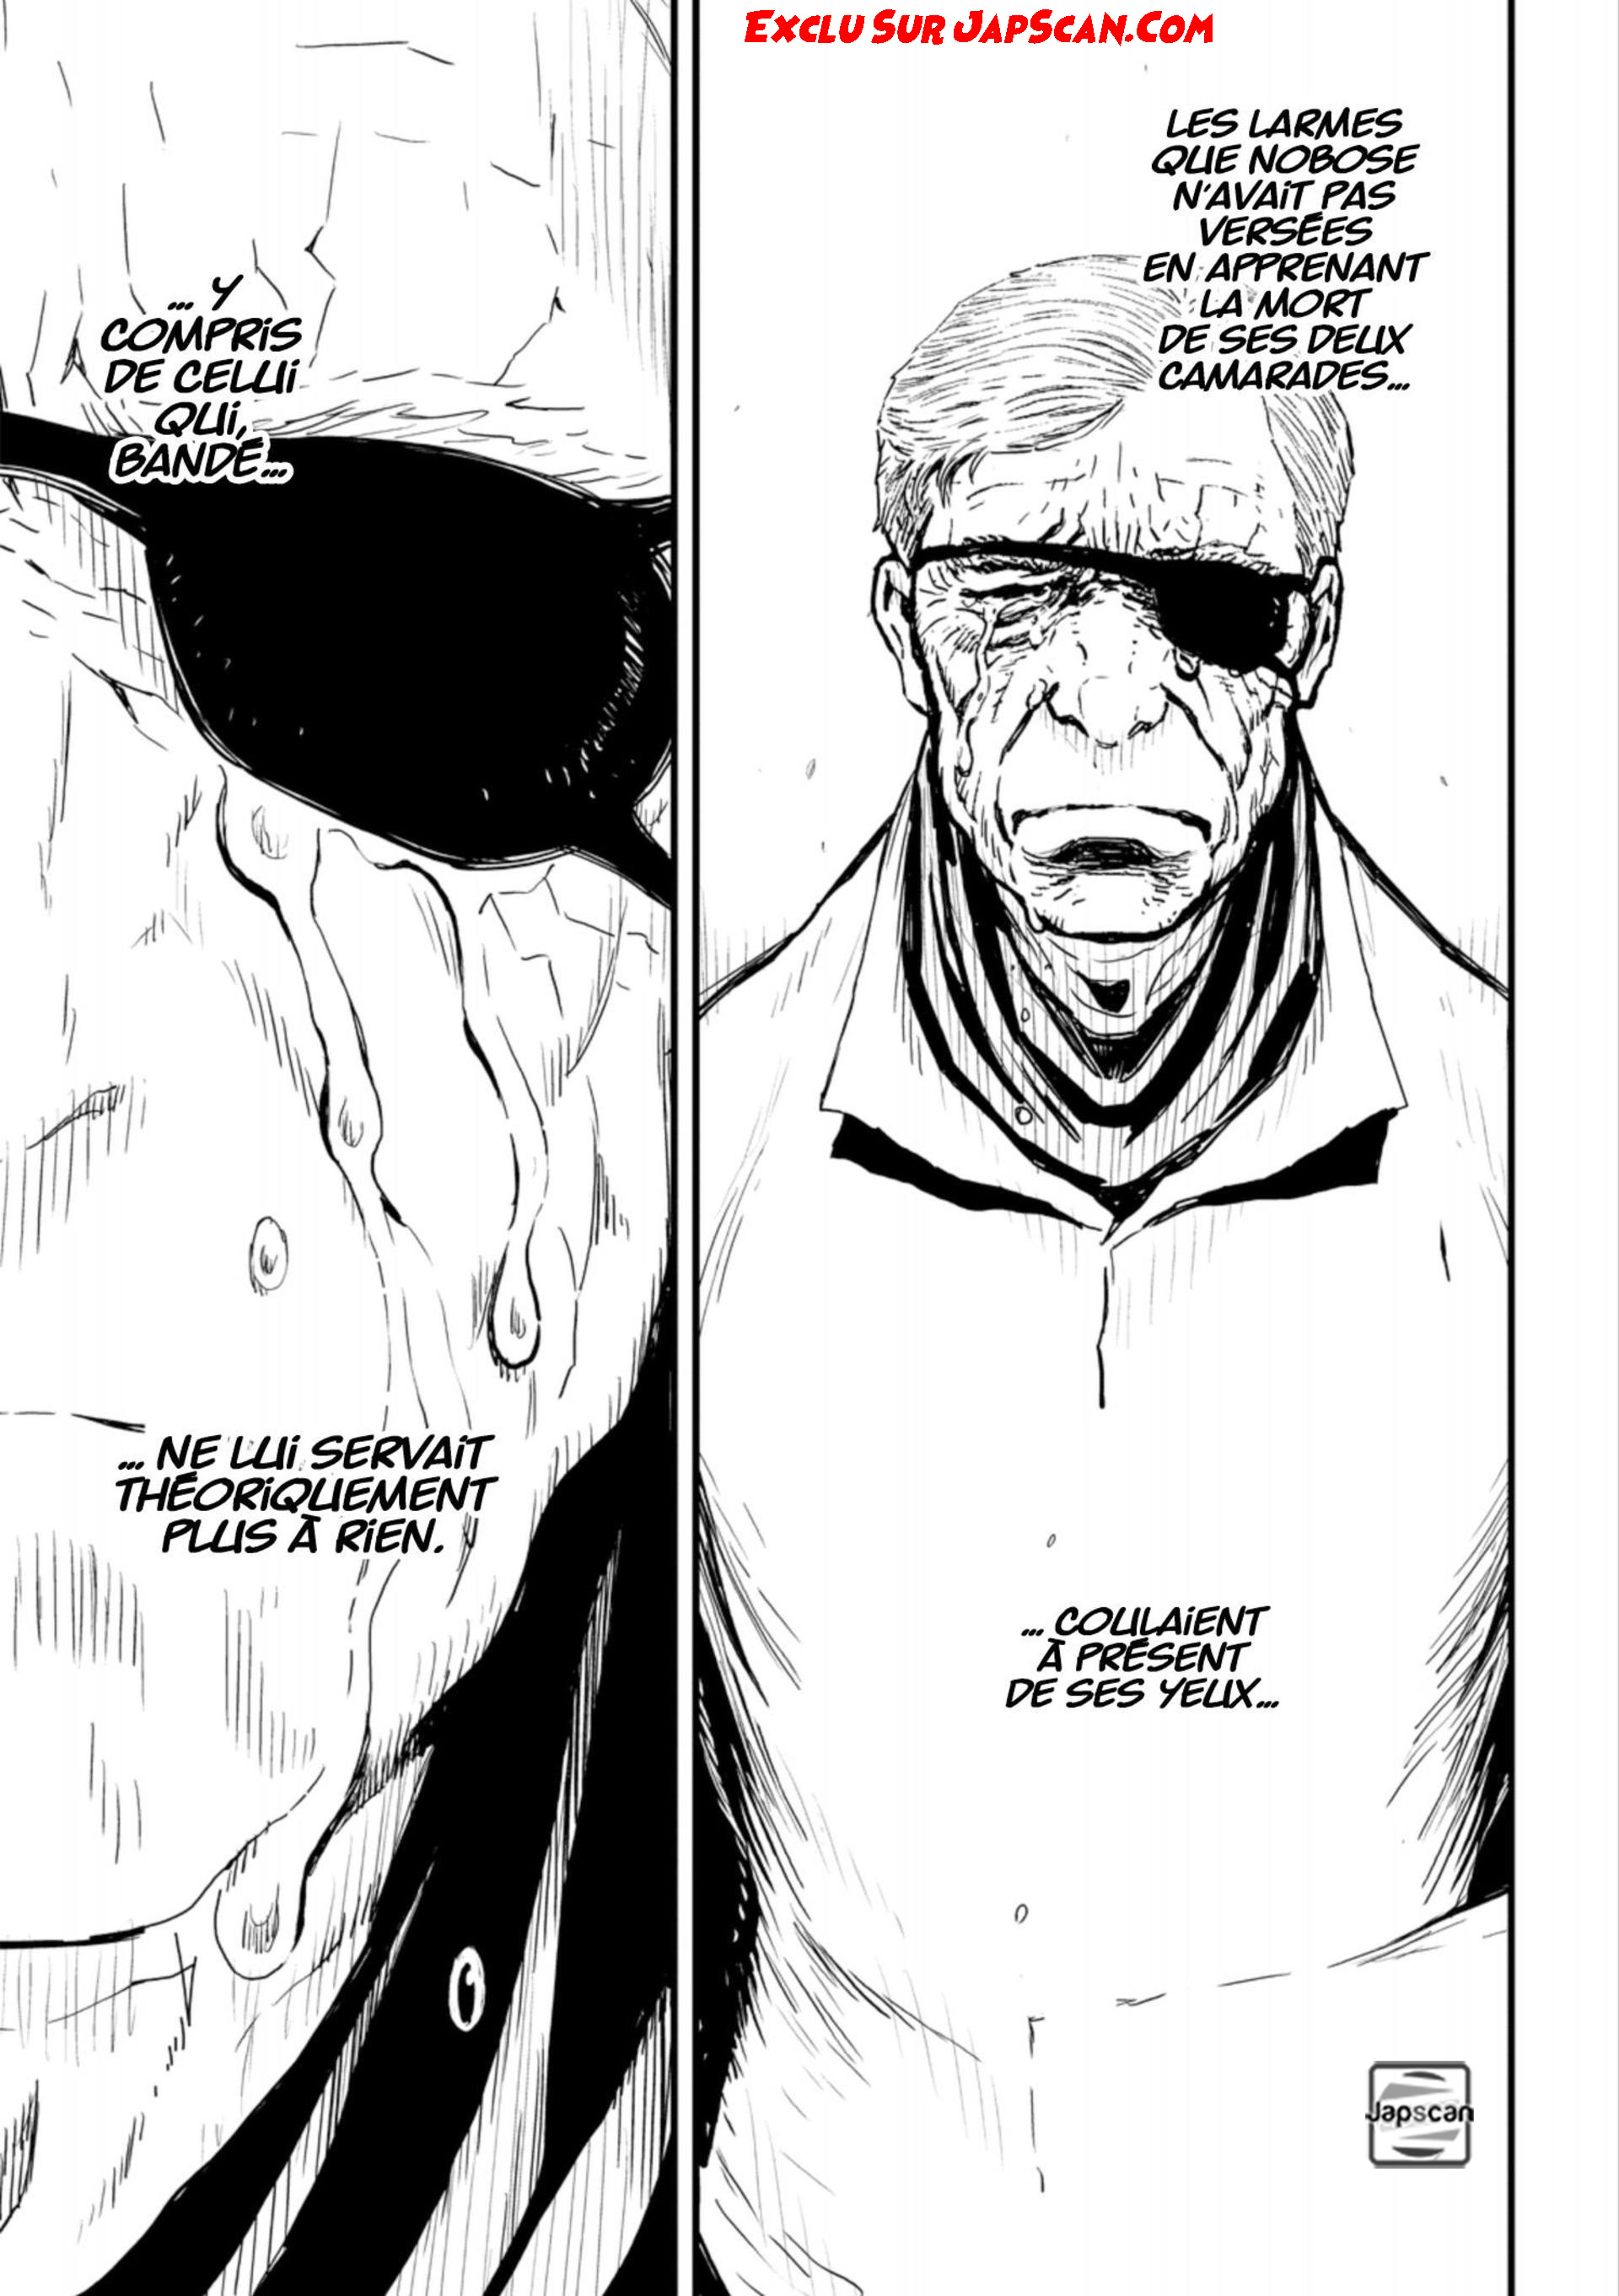 EXCLU SUR JAPSCAN.COM
LES LARMES
QUE NOBOSE
N'AVAIT PAS
VERSÉES
EN APPRENANT
LA MORT
DE SES DEUX
CAMARADES...
... COULAIENT
À PRÉSENT
DE SES YEUX...
... Y
COMPRIS
DE CELUI
QUI,
BANDÉ...
... NE LUI SERVAIT
THÉORIQUEMENT
PLUS À RIEN.
Japscan